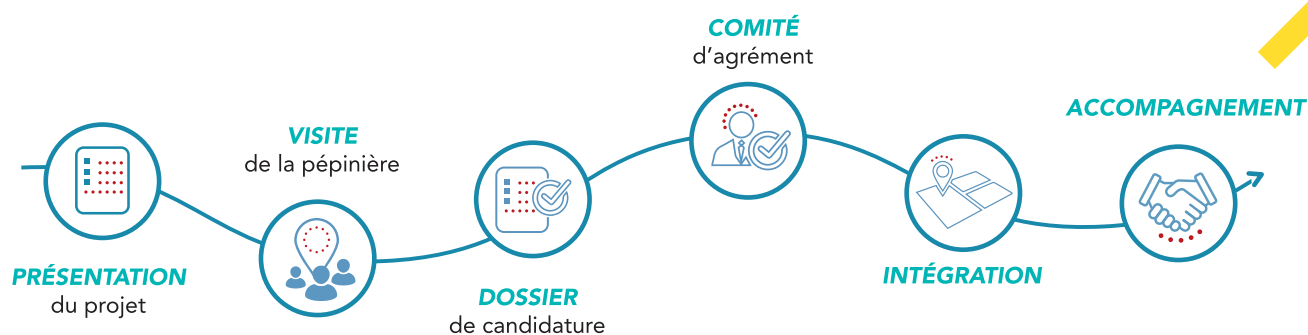 PRÉSENTATION
du projet
VISITE
de la pépinière
DOSSIER
de candidature
COMITÉ
d'agrément
INTÉGRATION
ACCOMPAGNEMENT